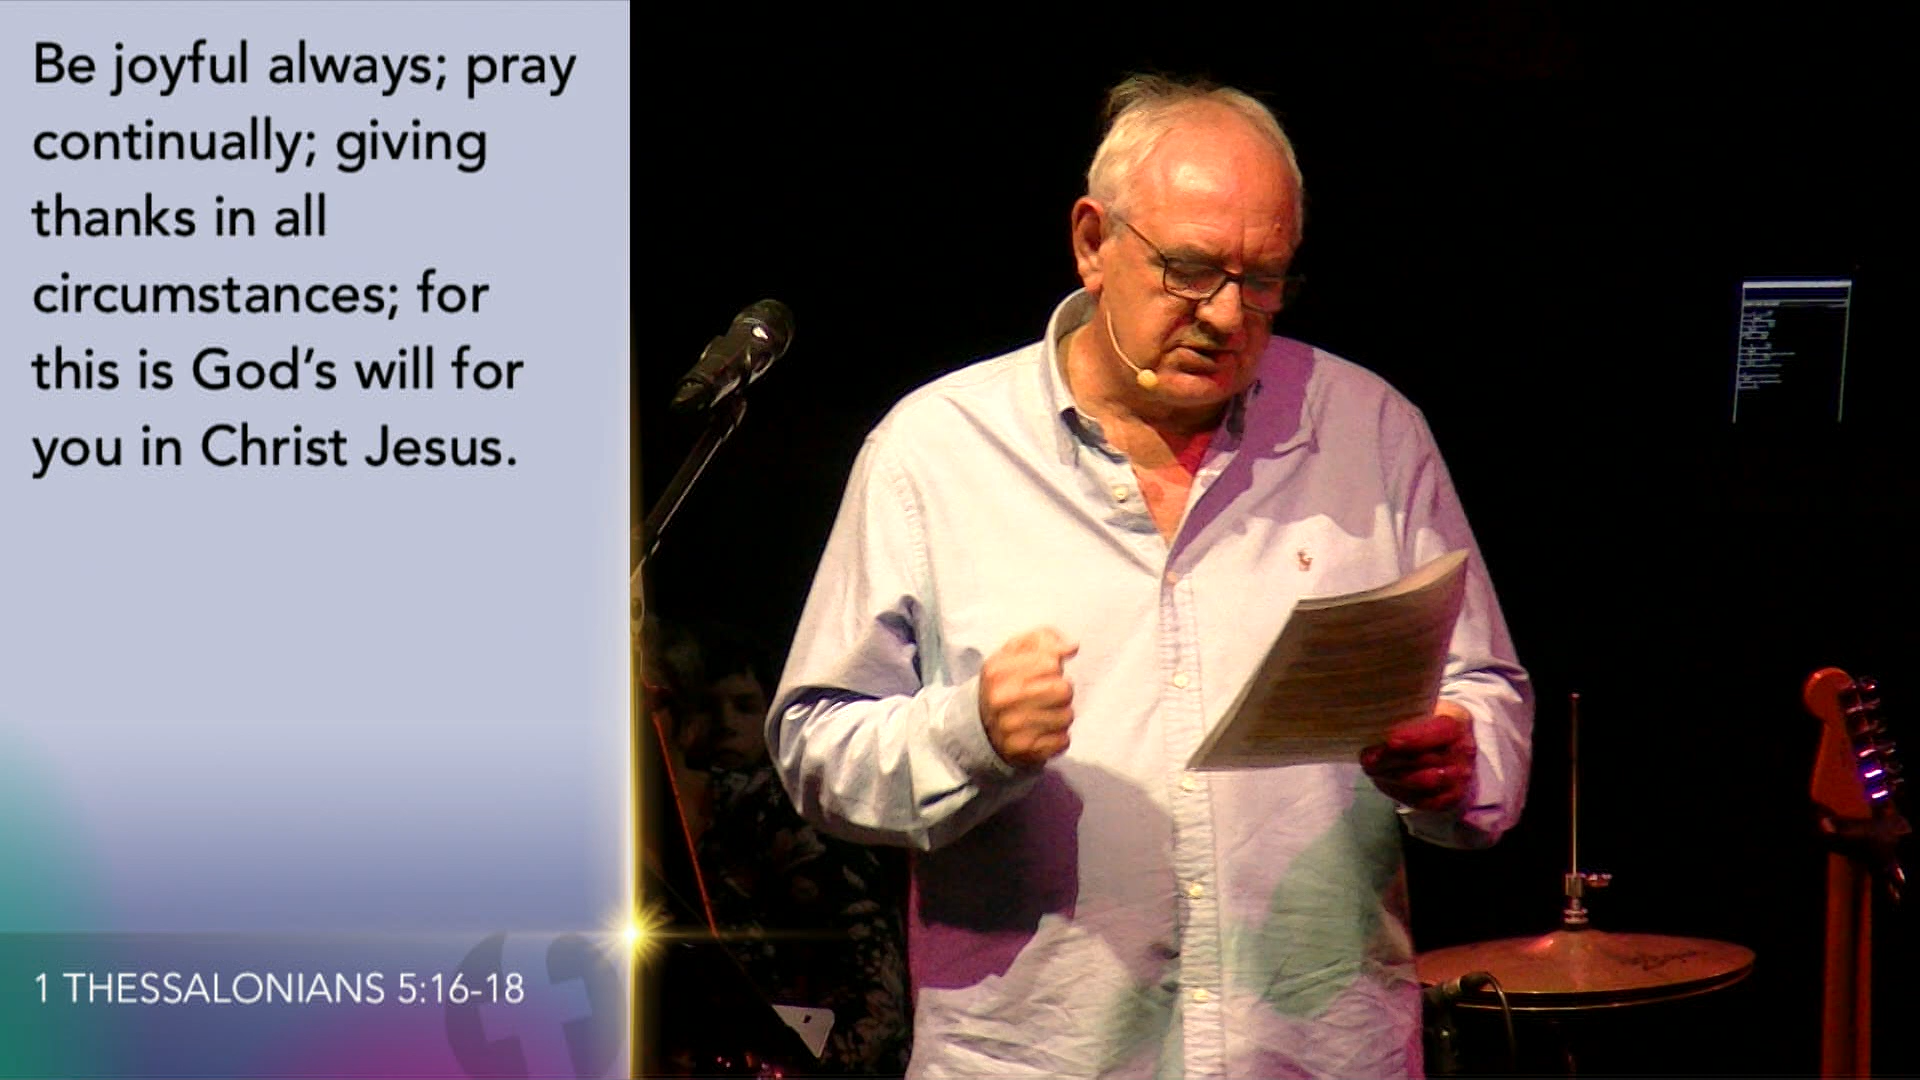 Be joyful always; pray
continually; giving
thanks in all
circumstances; for
this is God’s will for
you in Christ Jesus.
1 THESSALONIANS 5:16-18